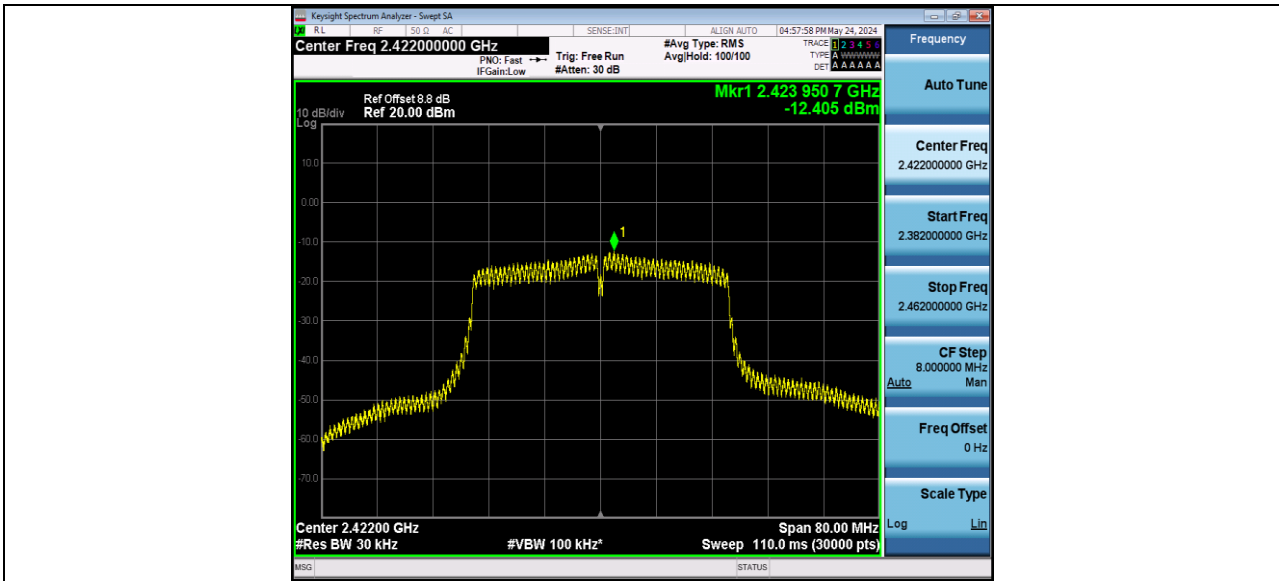 Keysight Spectrum Analyzer - Swept SA
RL RF 50 Ω AC SENSE:INT ALIGN AUTO 04:57:58 PM May 24, 2024
Center Freq 2.422000000 GHz
PNO: Fast
IFGain:Low
Trig: Free Run
#Atten: 30 dB
#Avg Type: RMS
Avg|Hold: 100/100
TRACE 1 2 3 4 5 6
TYPE A WWWWW
DET A A A A A A
Frequency
Mkr1 2.423 950 7 GHz
-12.405 dBm
Ref Offset 8.8 dB
10 dB/div Ref 20.00 dBm
Log
10.0
0.00
-10.0
-20.0
-30.0
-40.0
-50.0
-60.0
-70.0
1
Center 2.42200 GHz Span 80.00 MHz
#Res BW 30 kHz #VBW 100 kHz* Sweep 110.0 ms (30000 pts)
Auto Tune
Center Freq
2.422000000 GHz
Start Freq
2.382000000 GHz
Stop Freq
2.462000000 GHz
CF Step
8.000000 MHz
Auto Man
Freq Offset
0 Hz
Scale Type
Log Lin
MSG STATUS